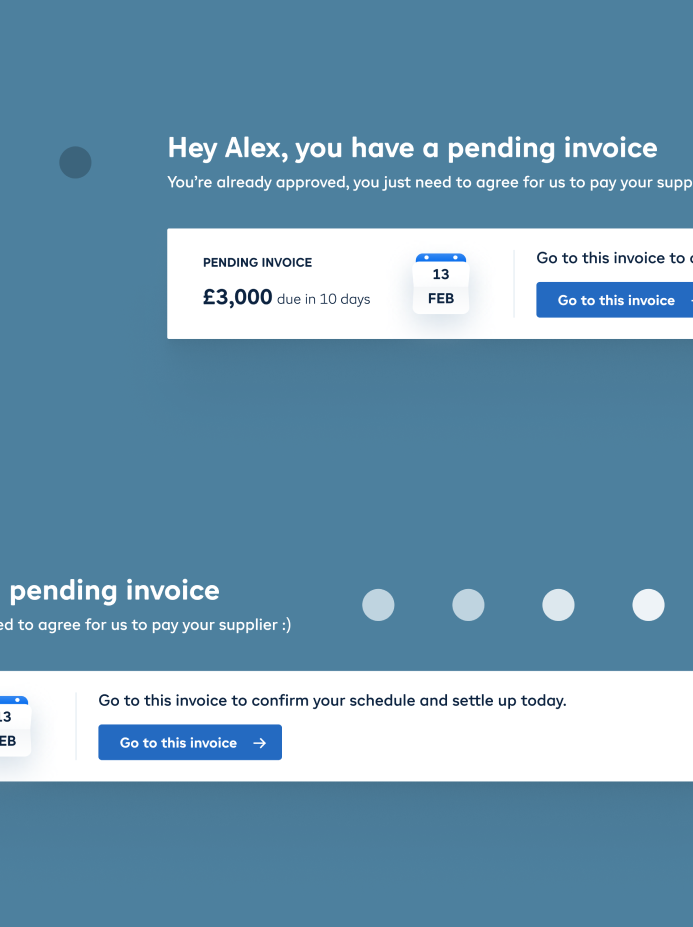 Hey Alex, you have a pending invoice
You're already approved, you just need to agree for us to pay your supp
PENDING INVOICE
£3,000 due in 10 days
13
FEB
Go to this invoice to
Go to this invoice
pending invoice
ed to agree for us to pay your supplier :)
13
EB
Go to this invoice to confirm your schedule and settle up today.
Go to this invoice →